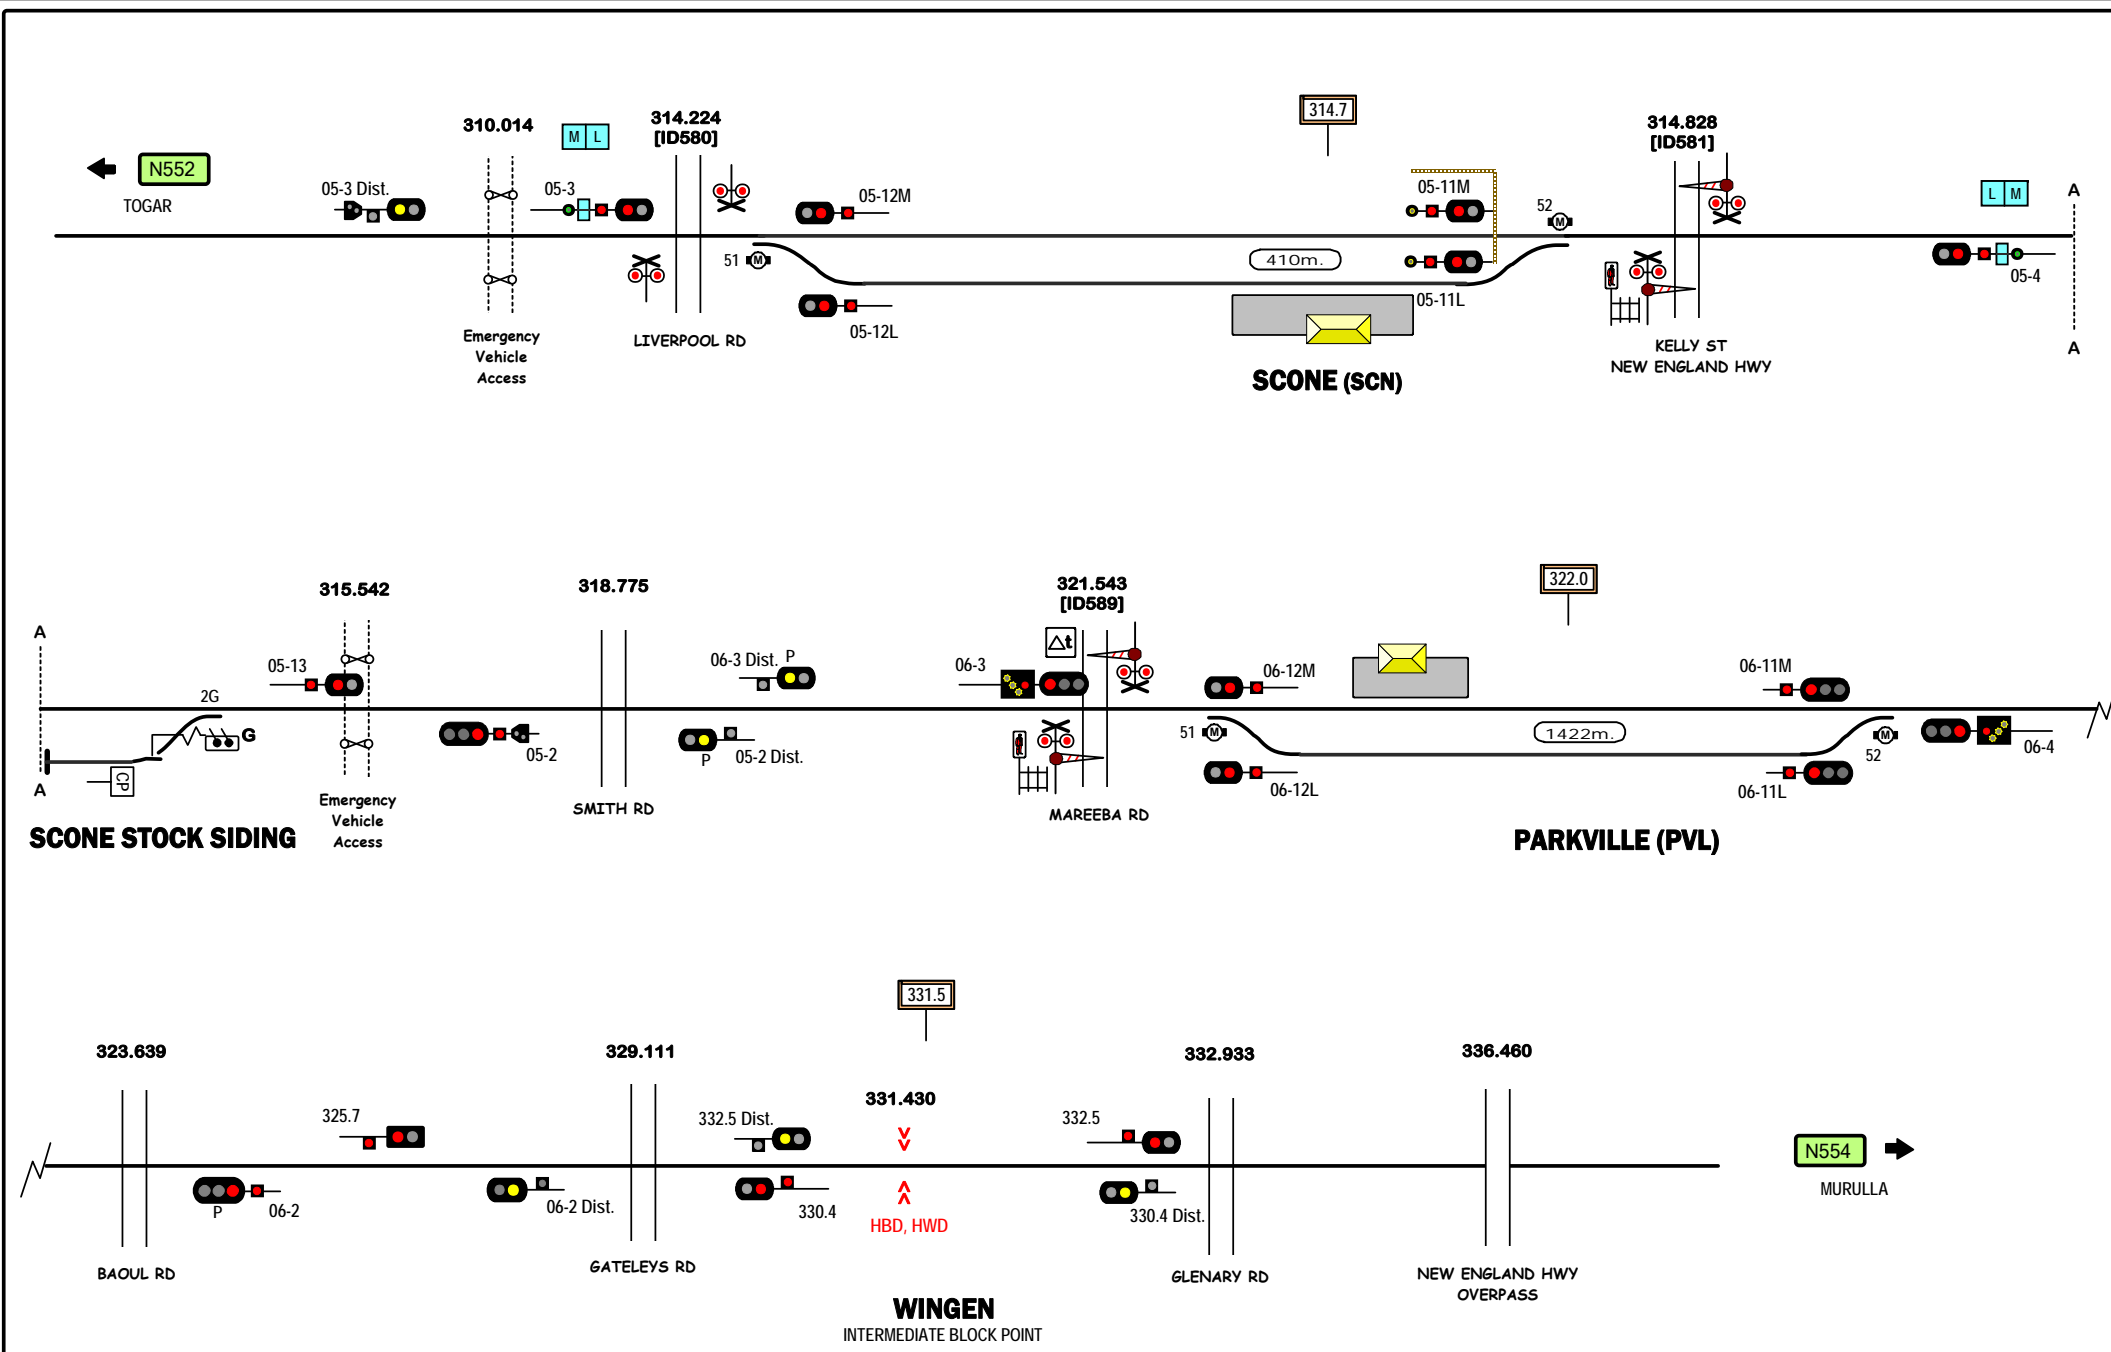 314.7
310.014
M L
314.224
[ID580]
314.828
[ID581]
N552
TOGAR
05-3 Dist.
05-3
05-12M
05-11M
52
M
L M
A
51
M
410m.
05-4
05-12L
05-11L
Emergency
Vehicle
Access
LIVERPOOL RD
KELLY ST
NEW ENGLAND HWY
A
SCONE (SCN)
322.0
315.542
318.775
321.543
[ID589]
A
Δt
05-13
06-3 Dist. P
06-3
06-12M
06-11M
2G
G
51
M
1422m.
M
52
06-4
05-2
P
05-2 Dist.
CP
A
06-12L
06-11L
Emergency
Vehicle
Access
SMITH RD
MAREEBA RD
SCONE STOCK SIDING
PARKVILLE (PVL)
331.5
323.639
329.111
332.933
336.460
331.430
325.7
332.5 Dist.
332.5
N554
MURULLA
P
06-2
06-2 Dist.
330.4
HBD, HWD
330.4 Dist.
BAOUL RD
GATELEYS RD
GLENARY RD
NEW ENGLAND HWY
OVERPASS
WINGEN
INTERMEDIATE BLOCK POINT